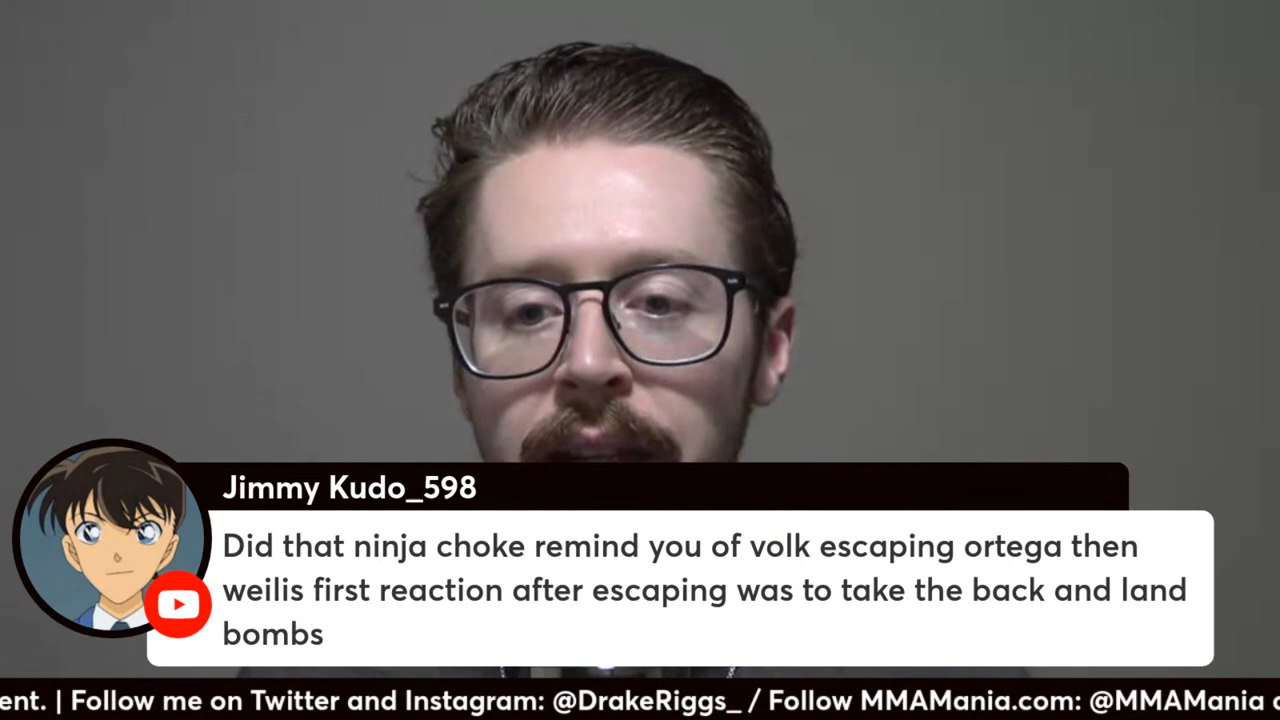 Jimmy Kudo_598
Did that ninja choke remind you of volk escaping ortega then
weilis first reaction after escaping was to take the back and land
bombs
ent. | Follow me on Twitter and Instagram: @DrakeRiggs_ / Follow MMAMania.com: @MMAMania